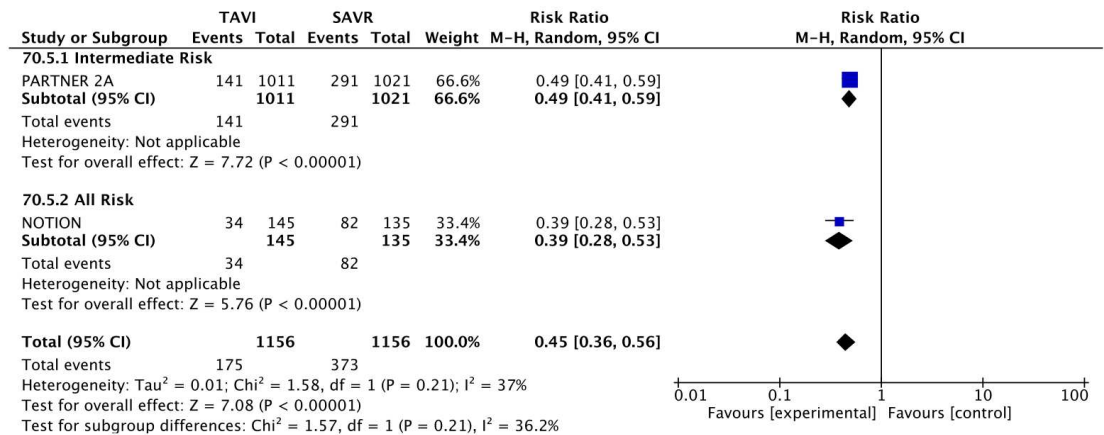 TAVI SAVR Risk Ratio Risk Ratio
Study or Subgroup Events Total Events Total Weight M-H, Random, 95% CI M-H, Random, 95% CI
70.5.1 Intermediate Risk
PARTNER 2A 141 1011 291 1021 66.6% 0.49 [0.41, 0.59]
Subtotal (95% CI) 1011 1021 66.6% 0.49 [0.41, 0.59]
Total events 141 291
Heterogeneity: Not applicable
Test for overall effect: Z = 7.72 (P < 0.00001)
70.5.2 All Risk
NOTION 34 145 82 135 33.4% 0.39 [0.28, 0.53]
Subtotal (95% CI) 145 135 33.4% 0.39 [0.28, 0.53]
Total events 34 82
Heterogeneity: Not applicable
Test for overall effect: Z = 5.76 (P < 0.00001)
Total (95% CI) 1156 1156 100.0% 0.45 [0.36, 0.56]
Total events 175 373
Heterogeneity: Tau² = 0.01; Chi² = 1.58, df = 1 (P = 0.21); I² = 37%
Test for overall effect: Z = 7.08 (P < 0.00001)
Test for subgroup differences: Chi² = 1.57, df = 1 (P = 0.21), I² = 36.2%
0.01 0.1 1 10 100
Favours [experimental] Favours [control]